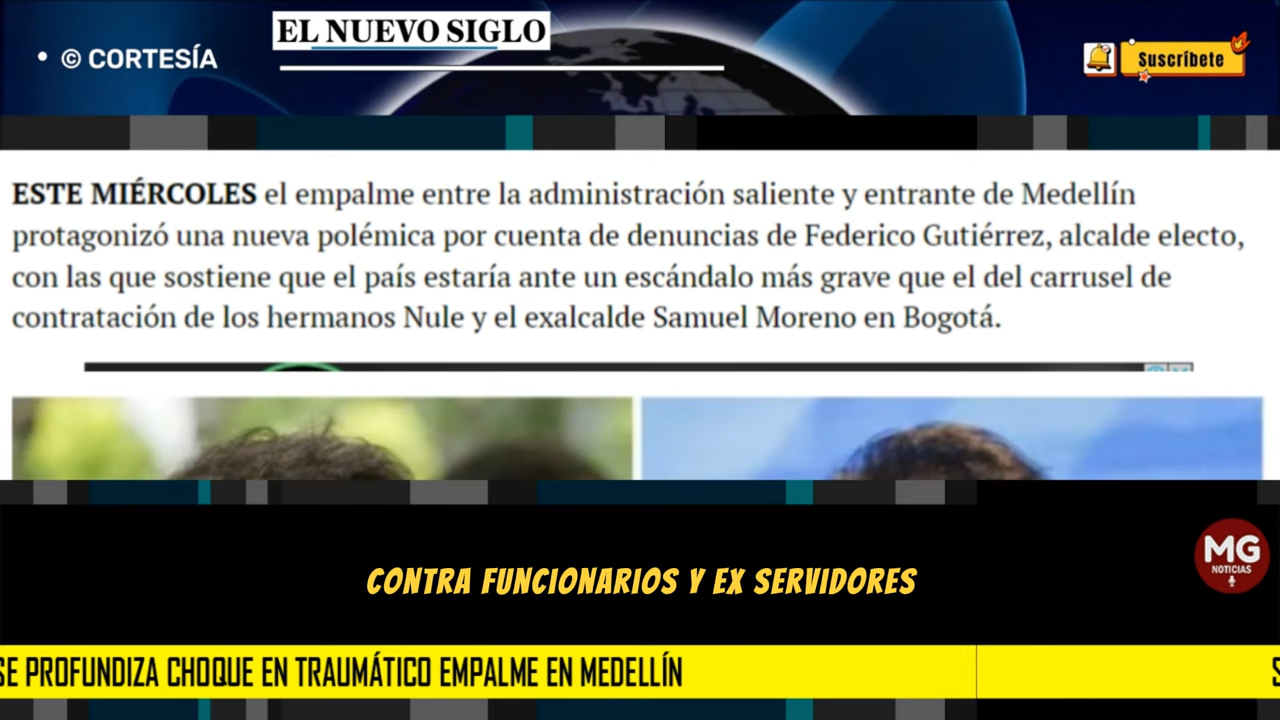 EL NUEVO SIGLO
• © CORTESÍA
Suscríbete
ESTE MIÉRCOLES el empalme entre la administración saliente y entrante de Medellín
protagonizó una nueva polémica por cuenta de denuncias de Federico Gutiérrez, alcalde electo,
con las que sostiene que el país estaría ante un escándalo más grave que el del carrusel de
contratación de los hermanos Nule y el exalcalde Samuel Moreno en Bogotá.
MG
NOTICIAS
CONTRA FUNCIONARIOS Y EX SERVIDORES
SE PROFUNDIZA CHOQUE EN TRAUMÁTICO EMPALME EN MEDELLÍN
S